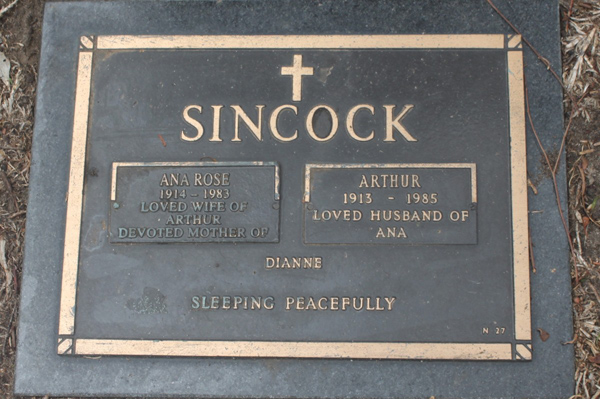 SINCOCK
ANA ROSE
1914 - 1983
LOVED WIFE OF
ARTHUR
DEVOTED MOTHER OF
ARTHUR
1913 - 1985
LOVED HUSBAND OF
ANA
DIANNE
SLEEPING PEACEFULLY
N 27